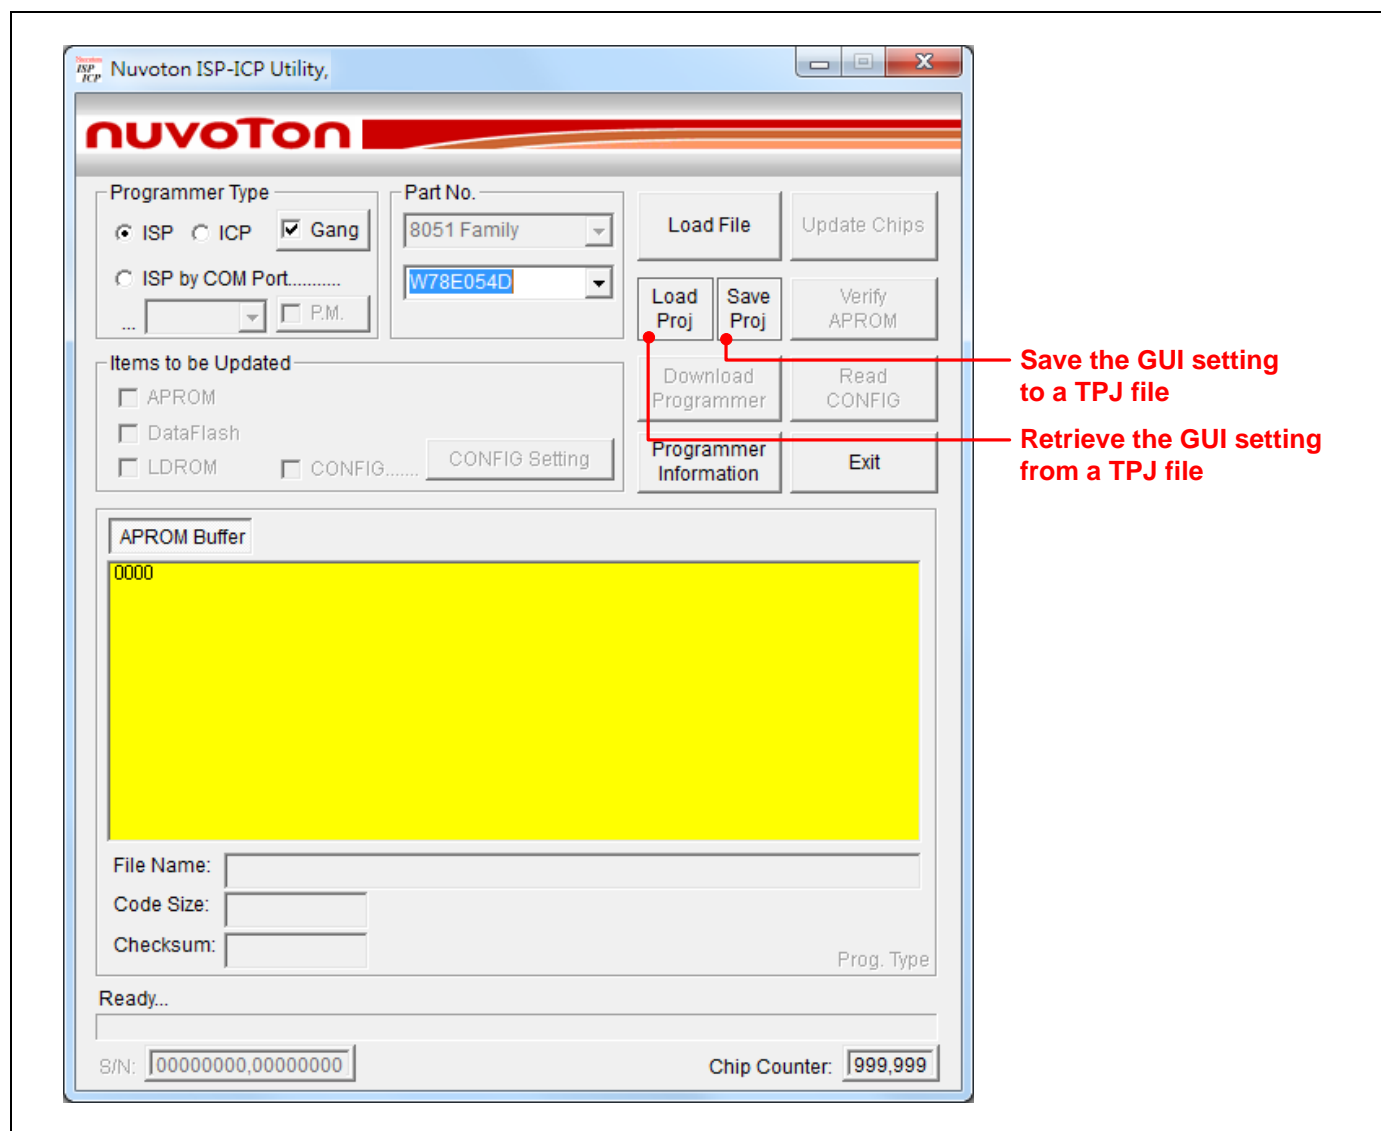 Nuvoton
ISP
ICP
Nuvoton ISP-ICP Utility,
nuvoTon
Programmer Type
Part No.
ISP
ICP
Gang
8051 Family
Load File
Update Chips
ISP by COM Port...........
W78E054D
Load
Proj
Save
Proj
Verify
APROM
...
P.M.
Save the GUI setting
to a TPJ file
Items to be Updated
APROM
Download
Programmer
Read
CONFIG
DataFlash
Retrieve the GUI setting
from a TPJ file
LDROM
CONFIG.......
CONFIG Setting
Programmer
Information
Exit
APROM Buffer
0000
File Name:
Code Size:
Checksum:
Prog. Type
Ready...
S/N:
00000000,00000000
Chip Counter:
999,999